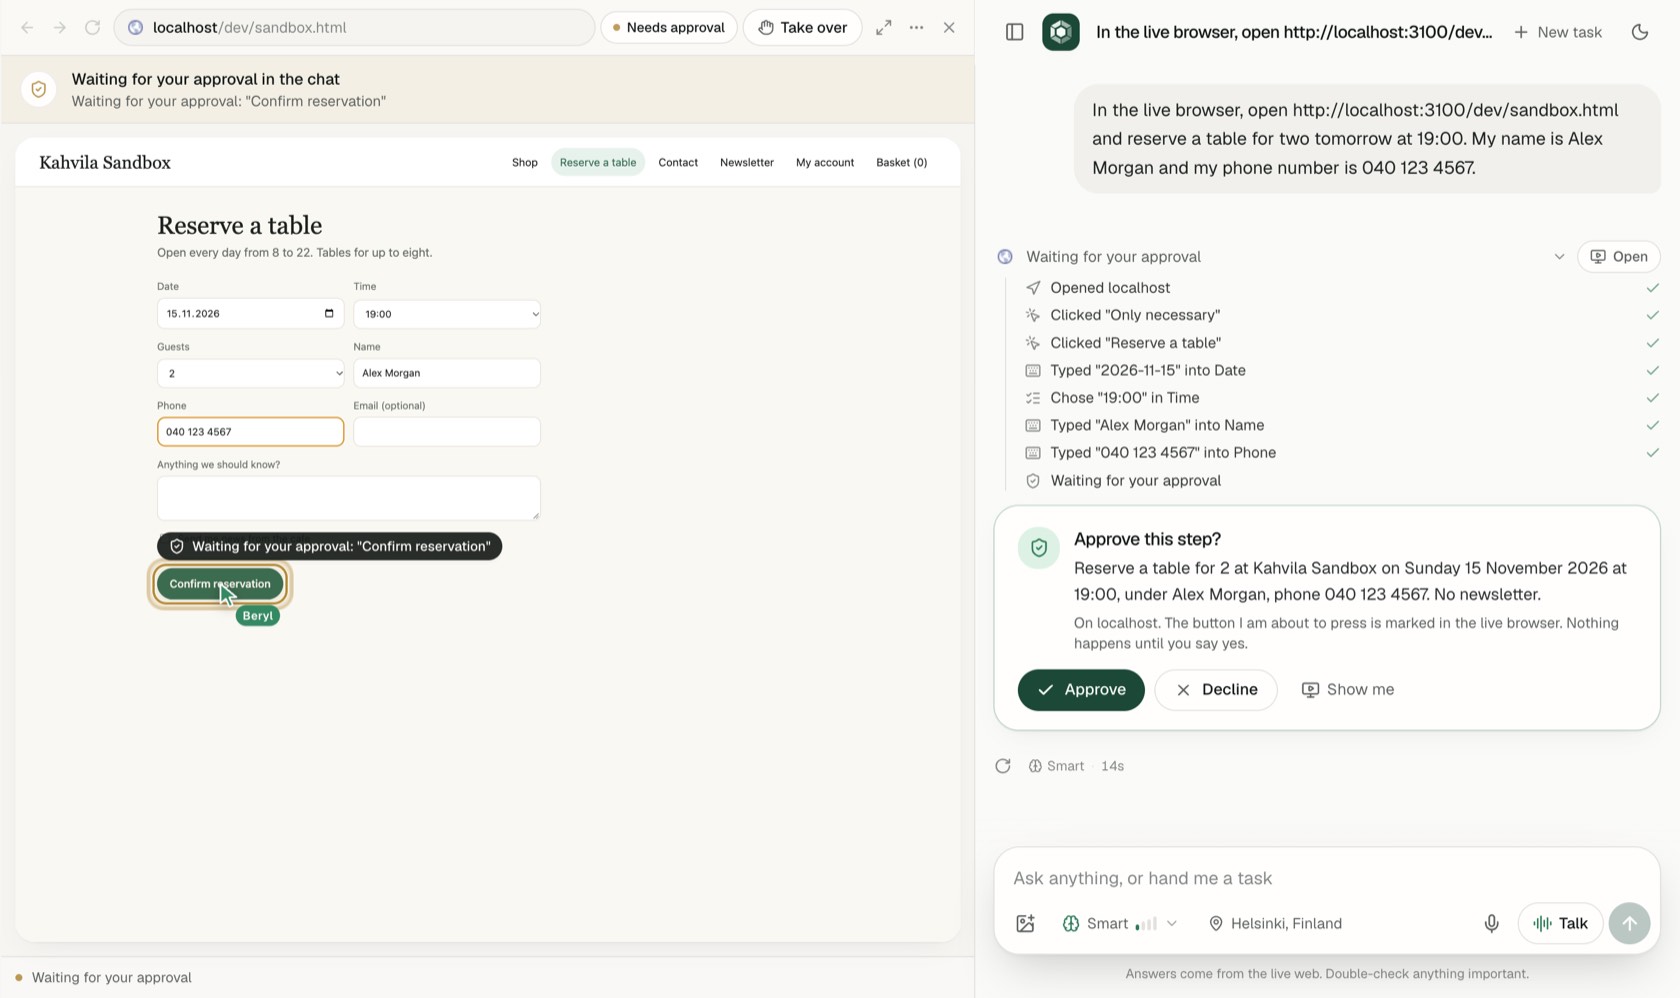 localhost/dev/sandbox.html
Needs approval
Take over
Waiting for your approval in the chat
Waiting for your approval: "Confirm reservation"
Kahvila Sandbox
Shop
Reserve a table
Contact
Newsletter
My account
Basket (0)
Reserve a table
Open every day from 8 to 22. Tables for up to eight.
Date
Time
15.11.2026
19:00
Guests
Name
2
Alex Morgan
Phone
Email (optional)
040 123 4567
Anything we should know?
Waiting for your approval: "Confirm reservation"
Confirm reservation
Beryl
Waiting for your approval
In the live browser, open http://localhost:3100/dev...
New task
In the live browser, open http://localhost:3100/dev/sandbox.html
and reserve a table for two tomorrow at 19:00. My name is Alex
Morgan and my phone number is 040 123 4567.
Waiting for your approval
Open
Opened localhost
Clicked "Only necessary"
Clicked "Reserve a table"
Typed "2026-11-15" into Date
Chose "19:00" in Time
Typed "Alex Morgan" into Name
Typed "040 123 4567" into Phone
Waiting for your approval
Approve this step?
Reserve a table for 2 at Kahvila Sandbox on Sunday 15 November 2026 at
19:00, under Alex Morgan, phone 040 123 4567. No newsletter.
On localhost. The button I am about to press is marked in the live browser. Nothing
happens until you say yes.
Approve
Decline
Show me
Smart · 14s
Ask anything, or hand me a task
Smart
Helsinki, Finland
Talk
Answers come from the live web. Double-check anything important.